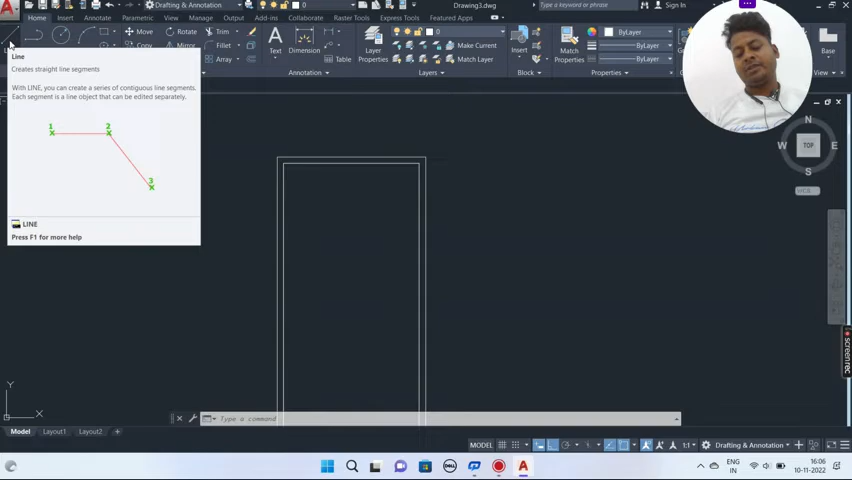 Drafting & Annotation
Drawing3.dwg
Type a keyword or phrase
Sign In
Home
Insert
Annotate
Parametric
View
Manage
Output
Add-ins
Collaborate
Express Tools
Featured Apps
Move
Rotate
Trim
Copy
Mirror
Fillet
Array
Text
Dimension
Layer
Properties
0
0
Make Current
Match Layer
Insert
Match
Properties
ByLayer
ByLayer
ByLayer
Base
Annotation
Layers
Properties
View
Line
Creates straight line segments
With LINE, you can create a series of contiguous line segments.
Each segment is a line object that can be edited separately.
1
2
3
LINE
Press F1 for more help
N
W
TOP
E
S
WCS
screenrec
Y
X
Type a command
Model
Layout1
Layout2
+
MODEL
1:1
Drafting & Annotation
DELL
A
ENG
IN
16:06
10-11-2022